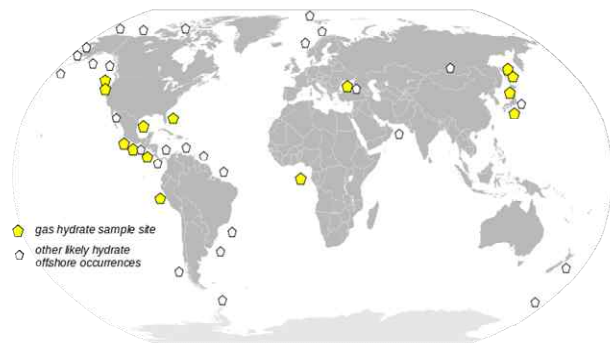 gas hydrate sample site
other likely hydrate
offshore occurrences